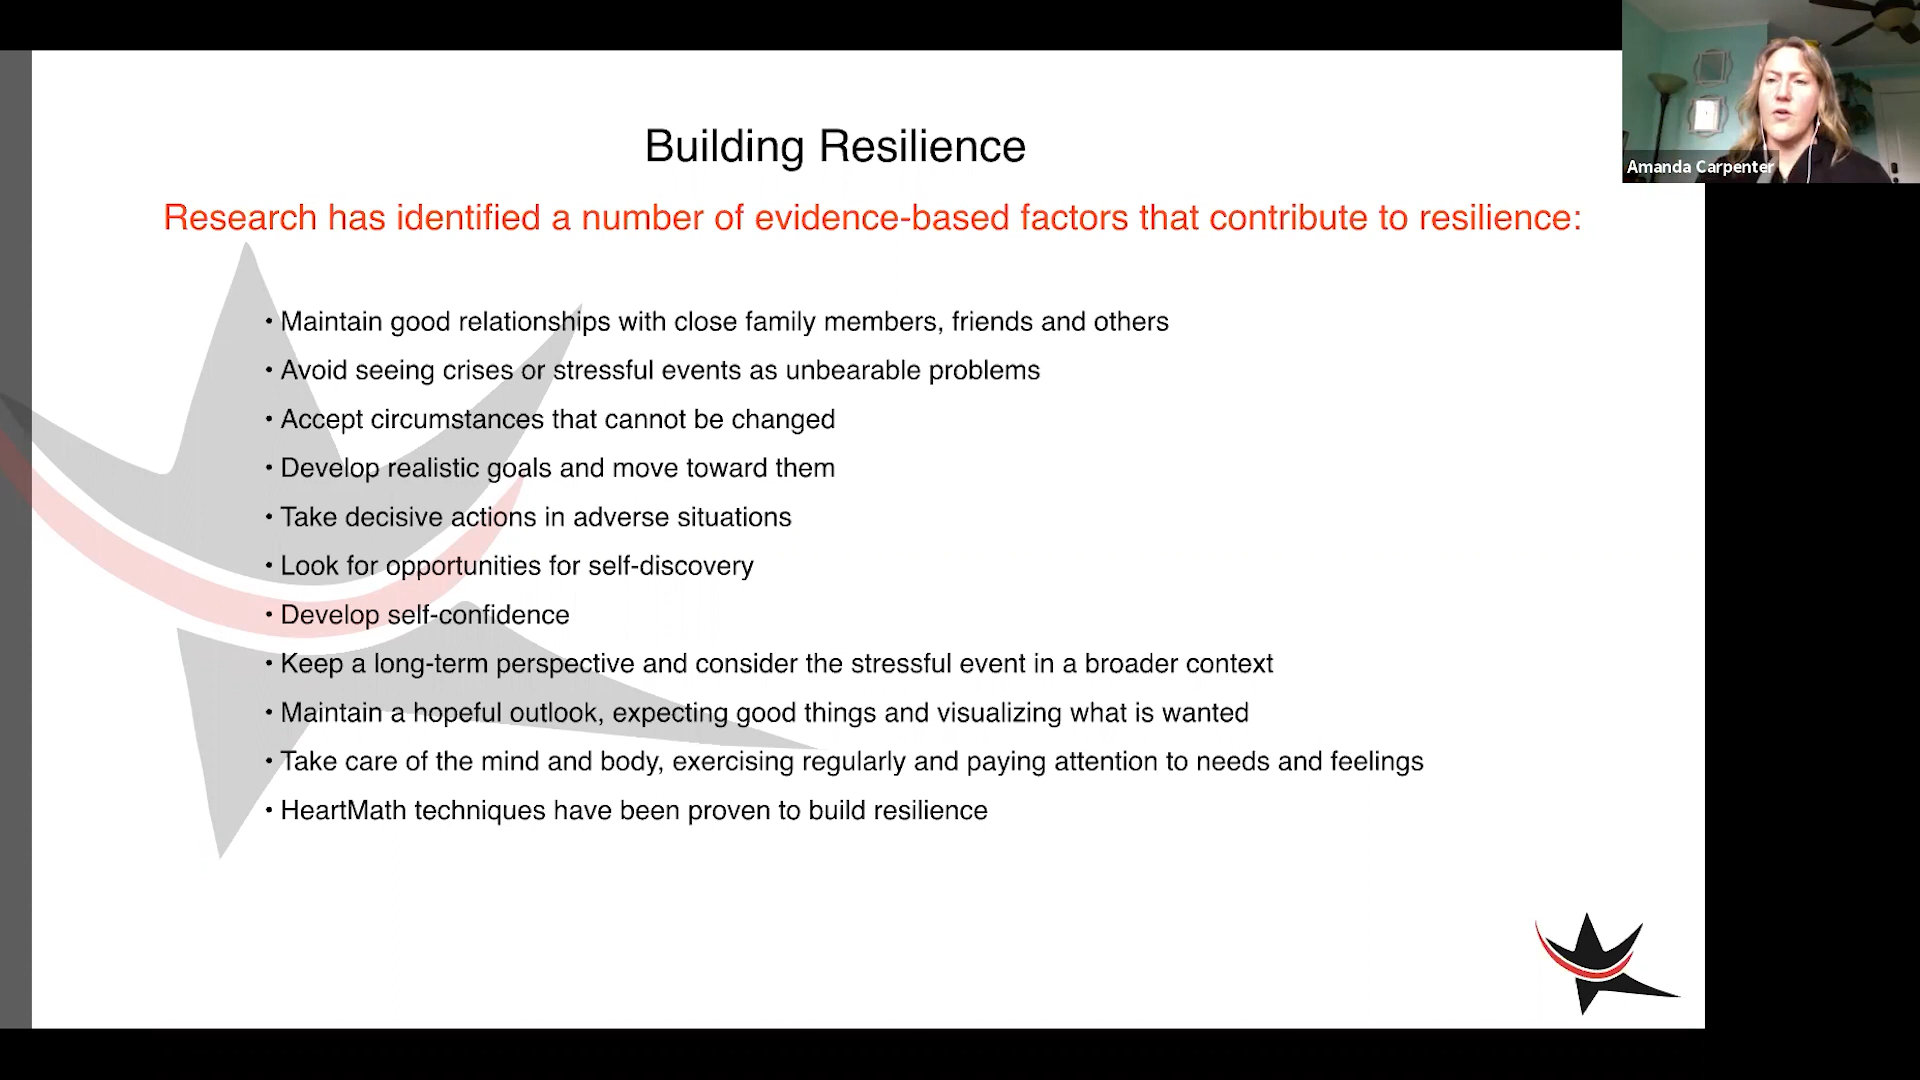 Building Resilience
Research has identified a number of evidence-based factors that contribute to resilience:
• Maintain good relationships with close family members, friends and others
• Avoid seeing crises or stressful events as unbearable problems
• Accept circumstances that cannot be changed
• Develop realistic goals and move toward them
• Take decisive actions in adverse situations
• Look for opportunities for self-discovery
• Develop self-confidence
• Keep a long-term perspective and consider the stressful event in a broader context
• Maintain a hopeful outlook, expecting good things and visualizing what is wanted
• Take care of the mind and body, exercising regularly and paying attention to needs and feelings
• HeartMath techniques have been proven to build resilience
Amanda Carpenter